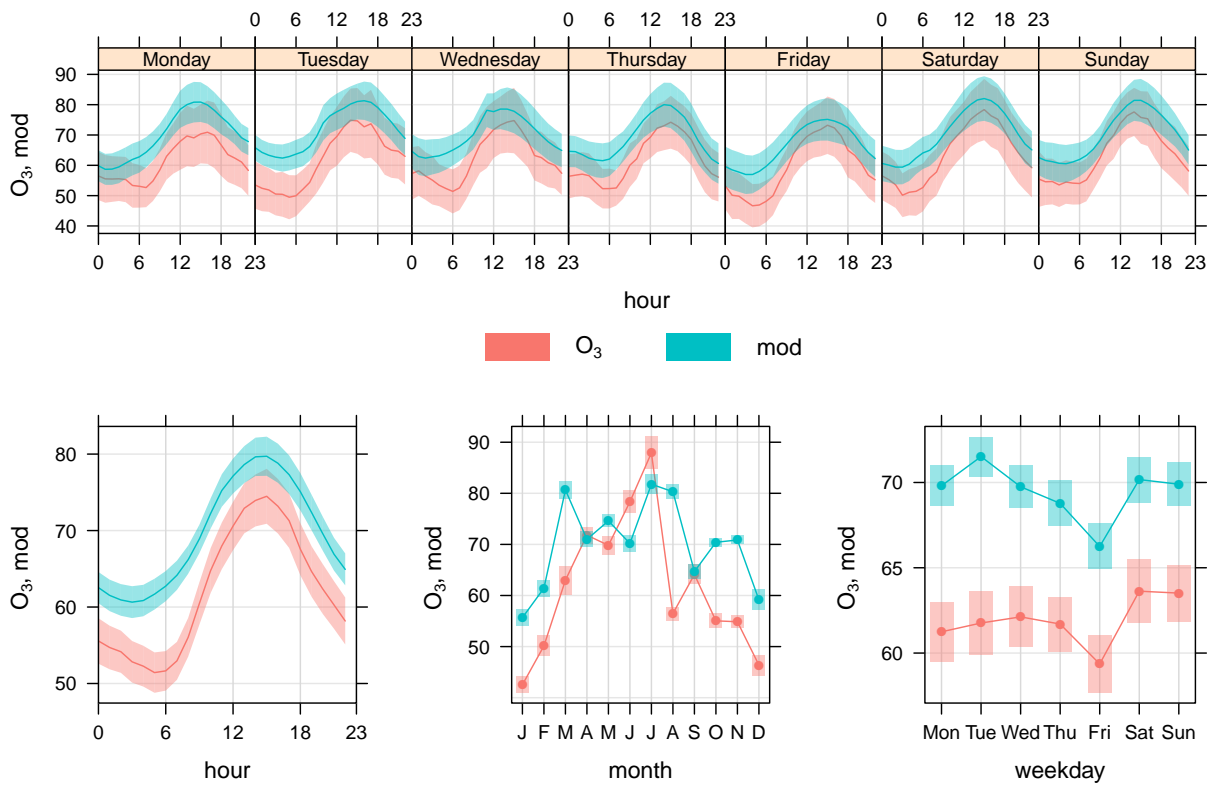 0 6 12 18 0 6 12 18 0 6 12 18 23
Monday Tuesday Wednesday Thursday Friday Saturday Sunday
90
80
70
60
50
40
O₃, mod
0 6 12 18 23 0 6 12 18 23 0 6 12 18 23 0 6 12 18 23
hour
O₃ mod
80
70
60
50
O₃, mod
0 6 12 18 23
hour
90
80
70
60
50
O₃, mod
J F M A M J J A S O N D
month
70
65
60
O₃, mod
Mon Tue Wed Thu Fri Sat Sun
weekday